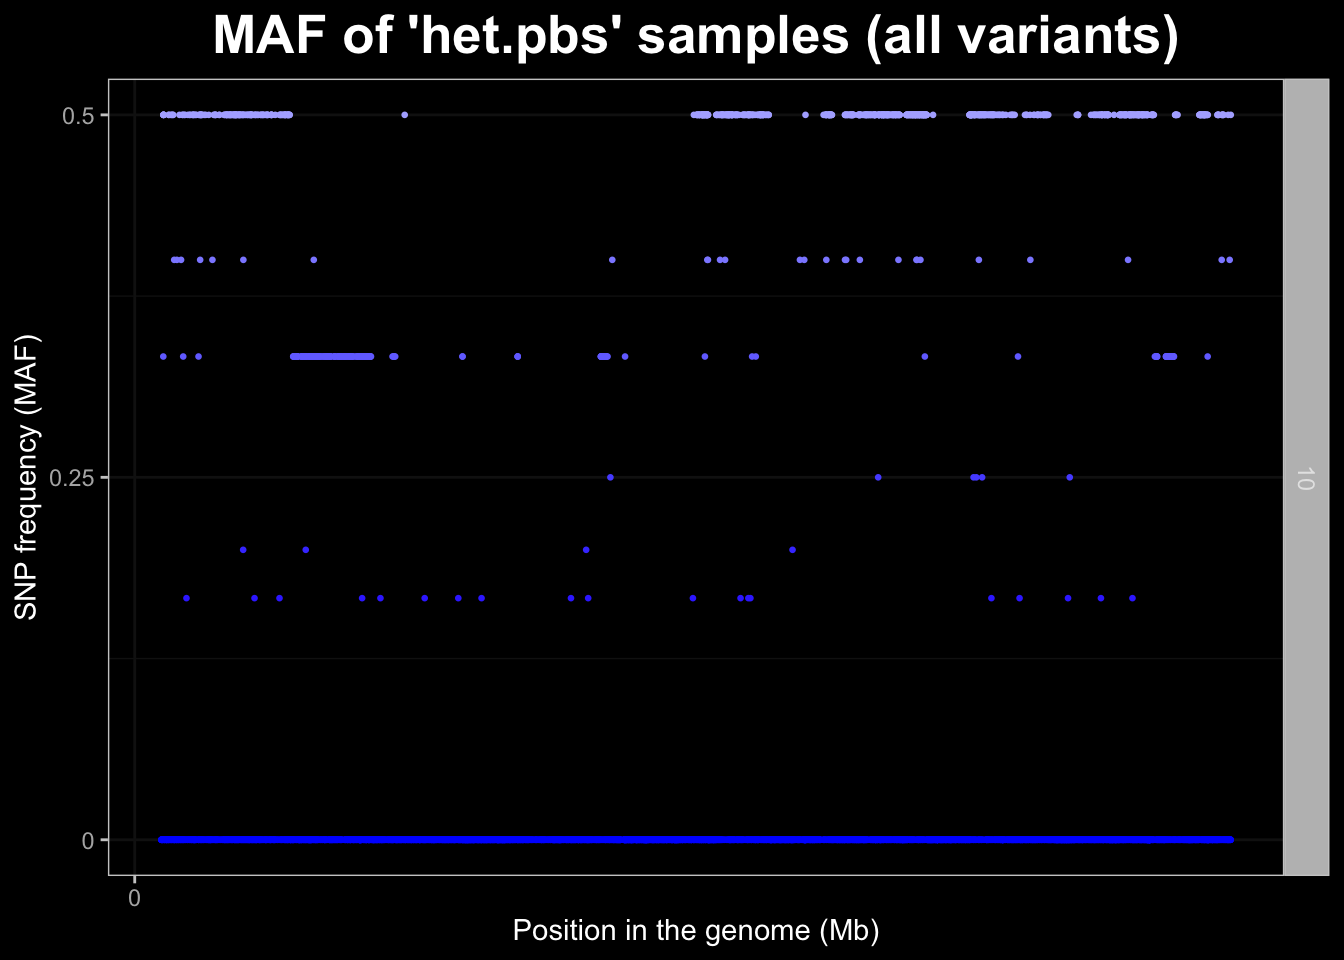 MAF of 'het.pbs' samples (all variants)
SNP frequency (MAF)
0.5
0.25
0
10
0
Position in the genome (Mb)